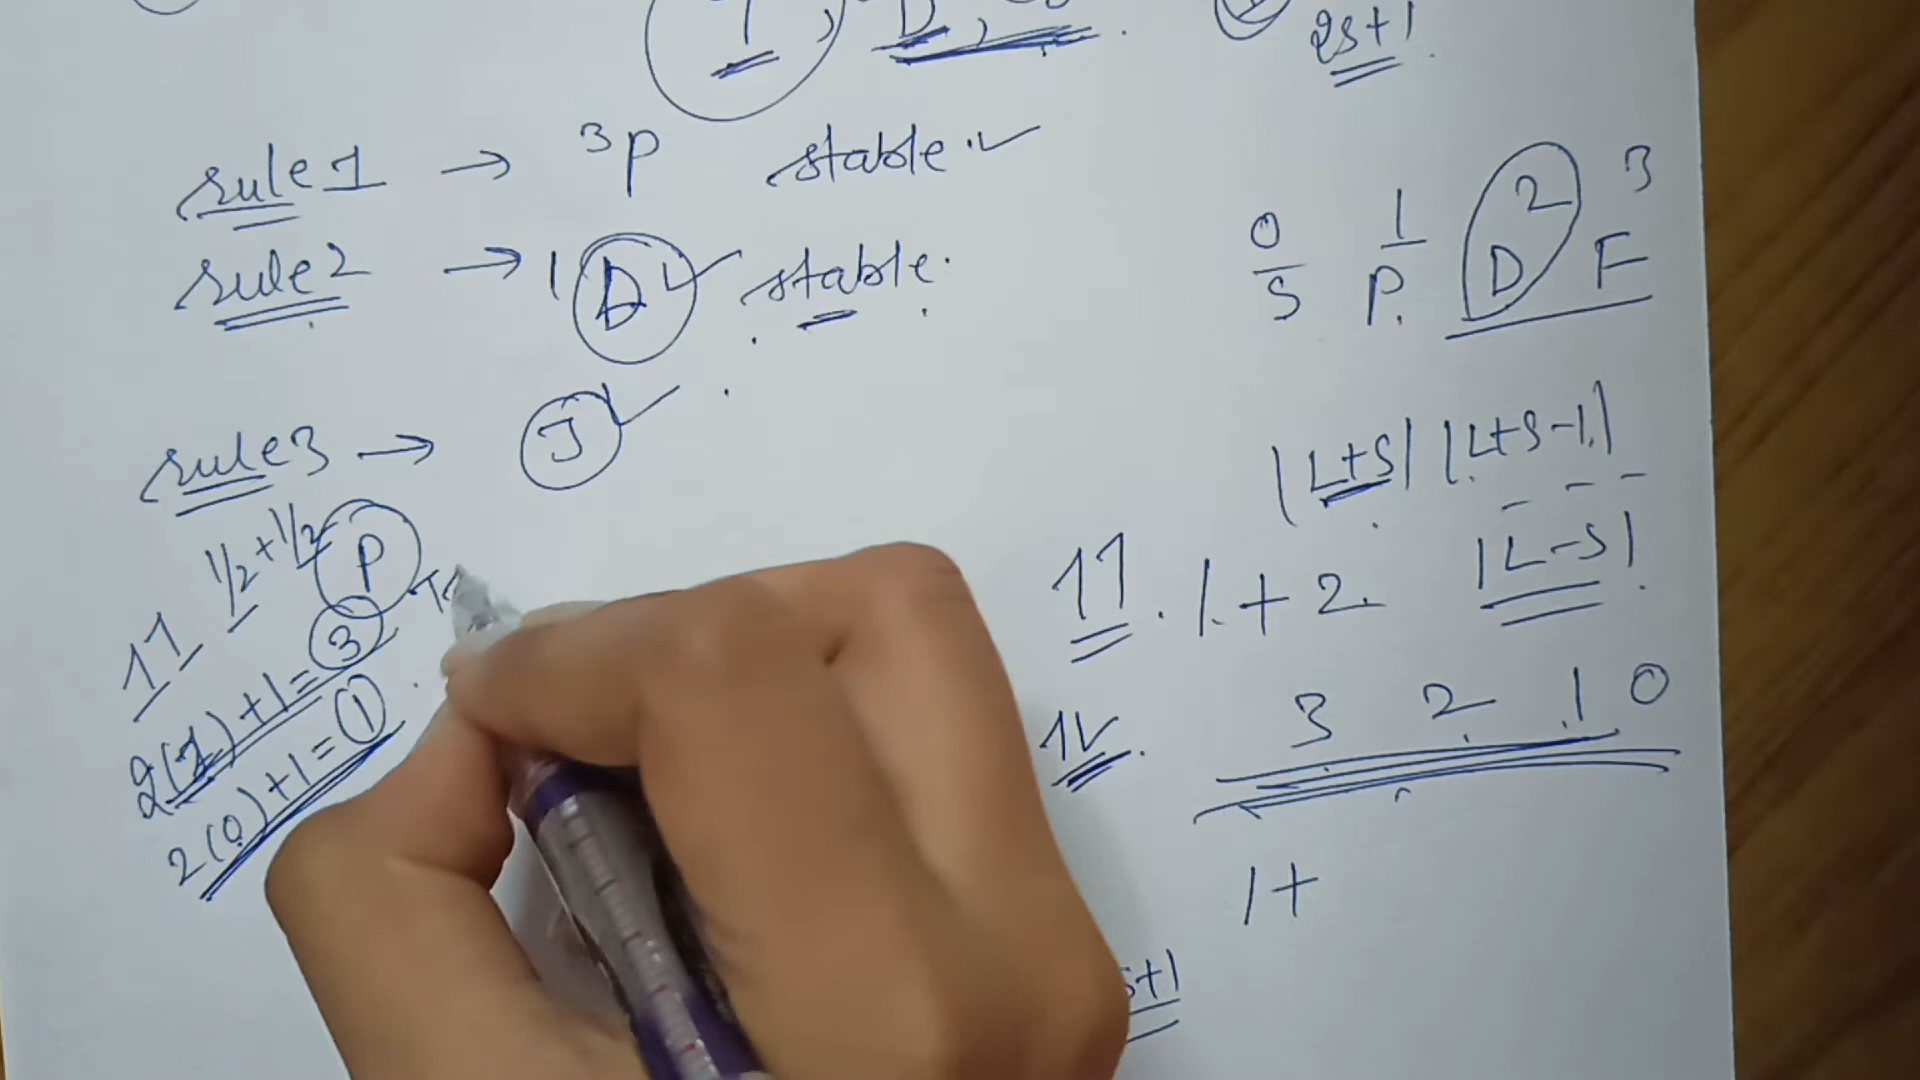 2s+1
rule 1 → ³P stable.
rule 2 → ¹D stable.
rule 3 → J
0 1 2 3
S P. D F
|L+S| |L+S-1|
- - -
|L-S|
1/2+1/2 P
11
2(1)+1=3
2(0)+1=1
11. 1+2
1V. 3 2 1 0
1+
s+1